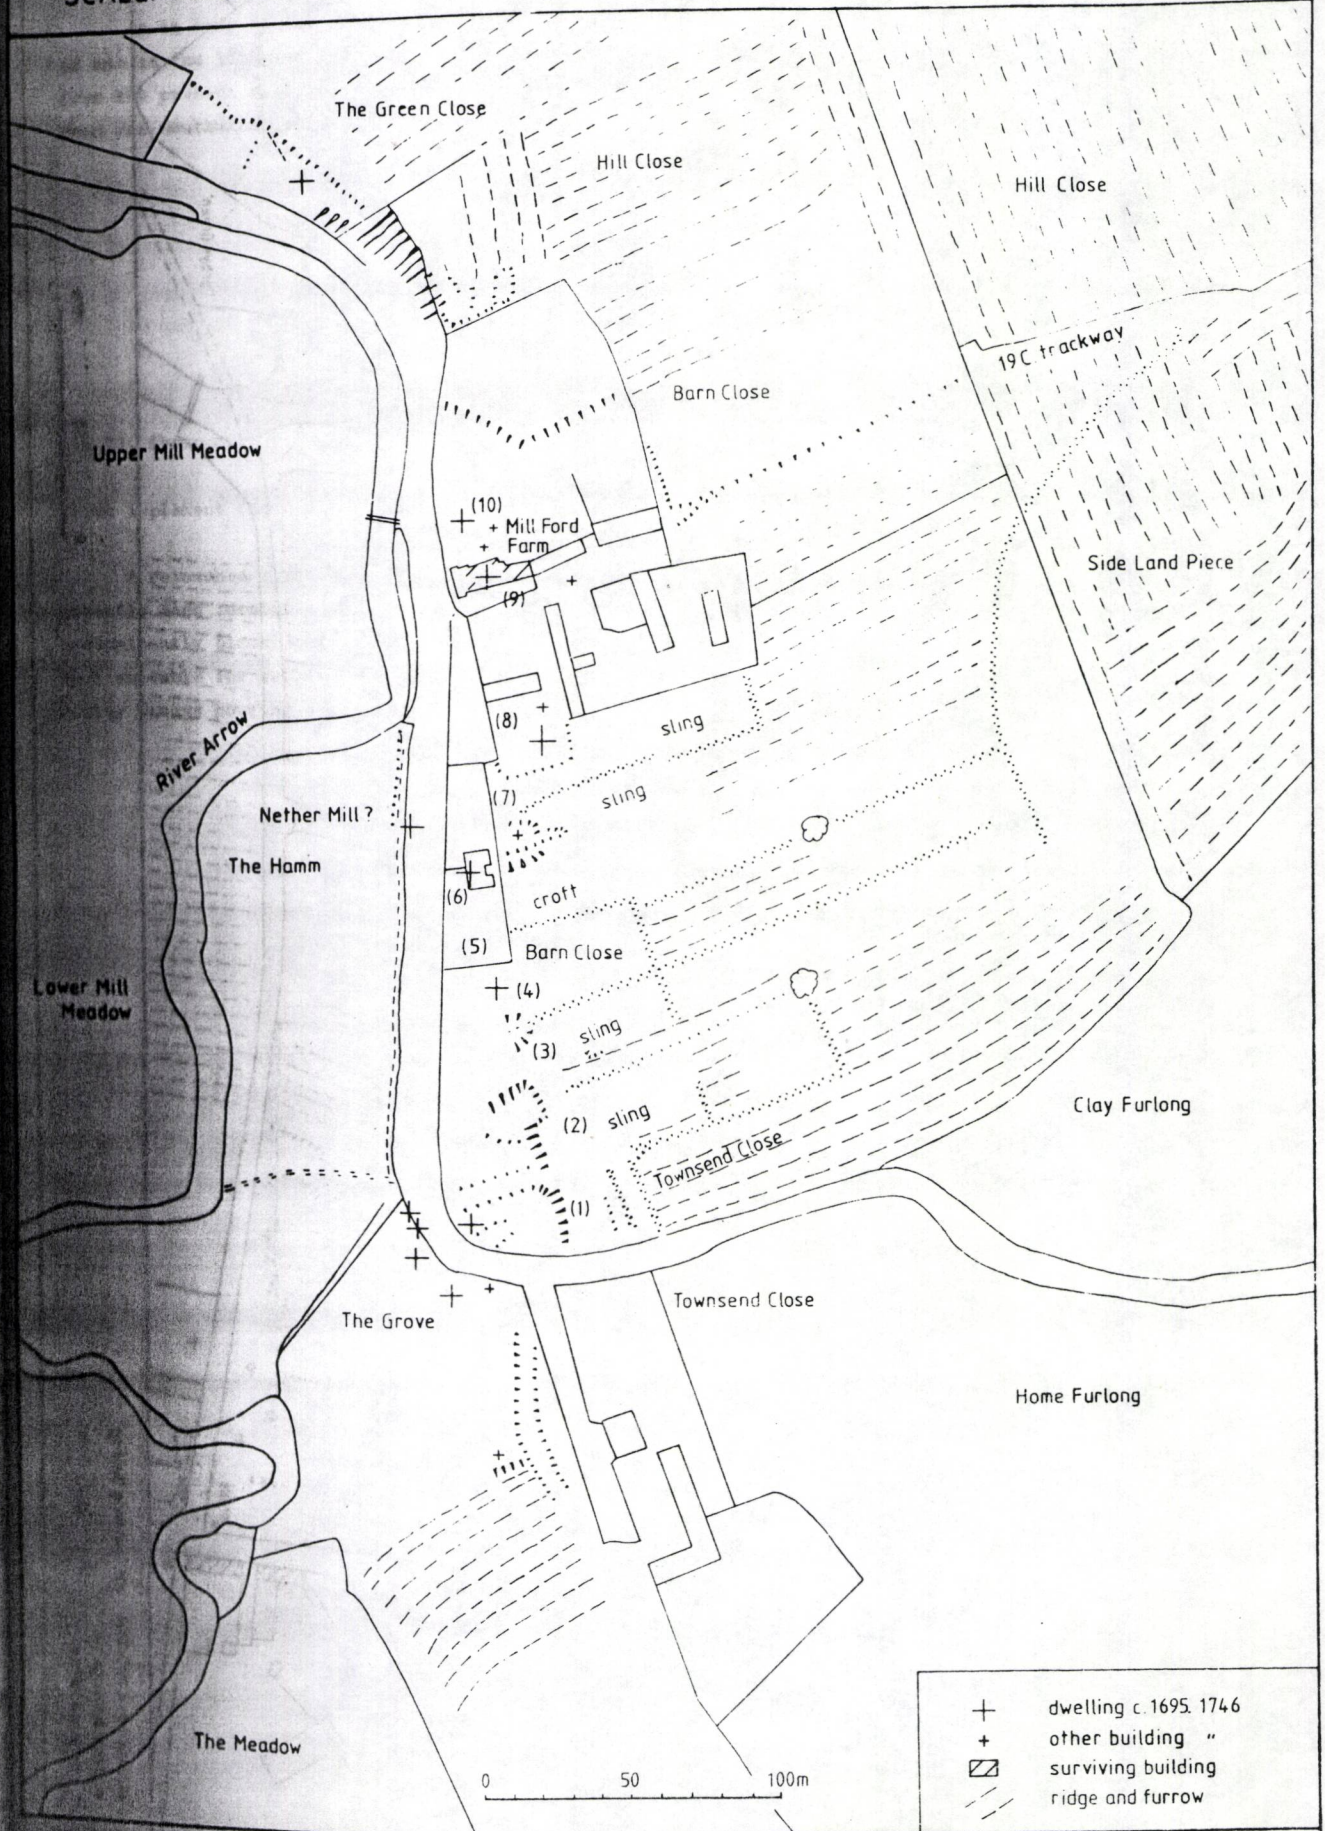 The Green Close
Hill Close
Hill Close
19C trackway
Barn Close
Upper Mill Meadow
(10)
Mill Ford
Farm
(9)
Side Land Piece
(8)
sling
River Arrow
(7)
sling
Nether Mill ?
The Hamm
(6)
croft
(5)
Barn Close
Lower Mill
Meadow
(4)
sling
(3)
Clay Furlong
(2)
sling
Townsend Close
(1)
Townsend Close
The Grove
Home Furlong
The Meadow
0 50 100m
dwelling c.1695. 1746
other building "
surviving building
ridge and furrow